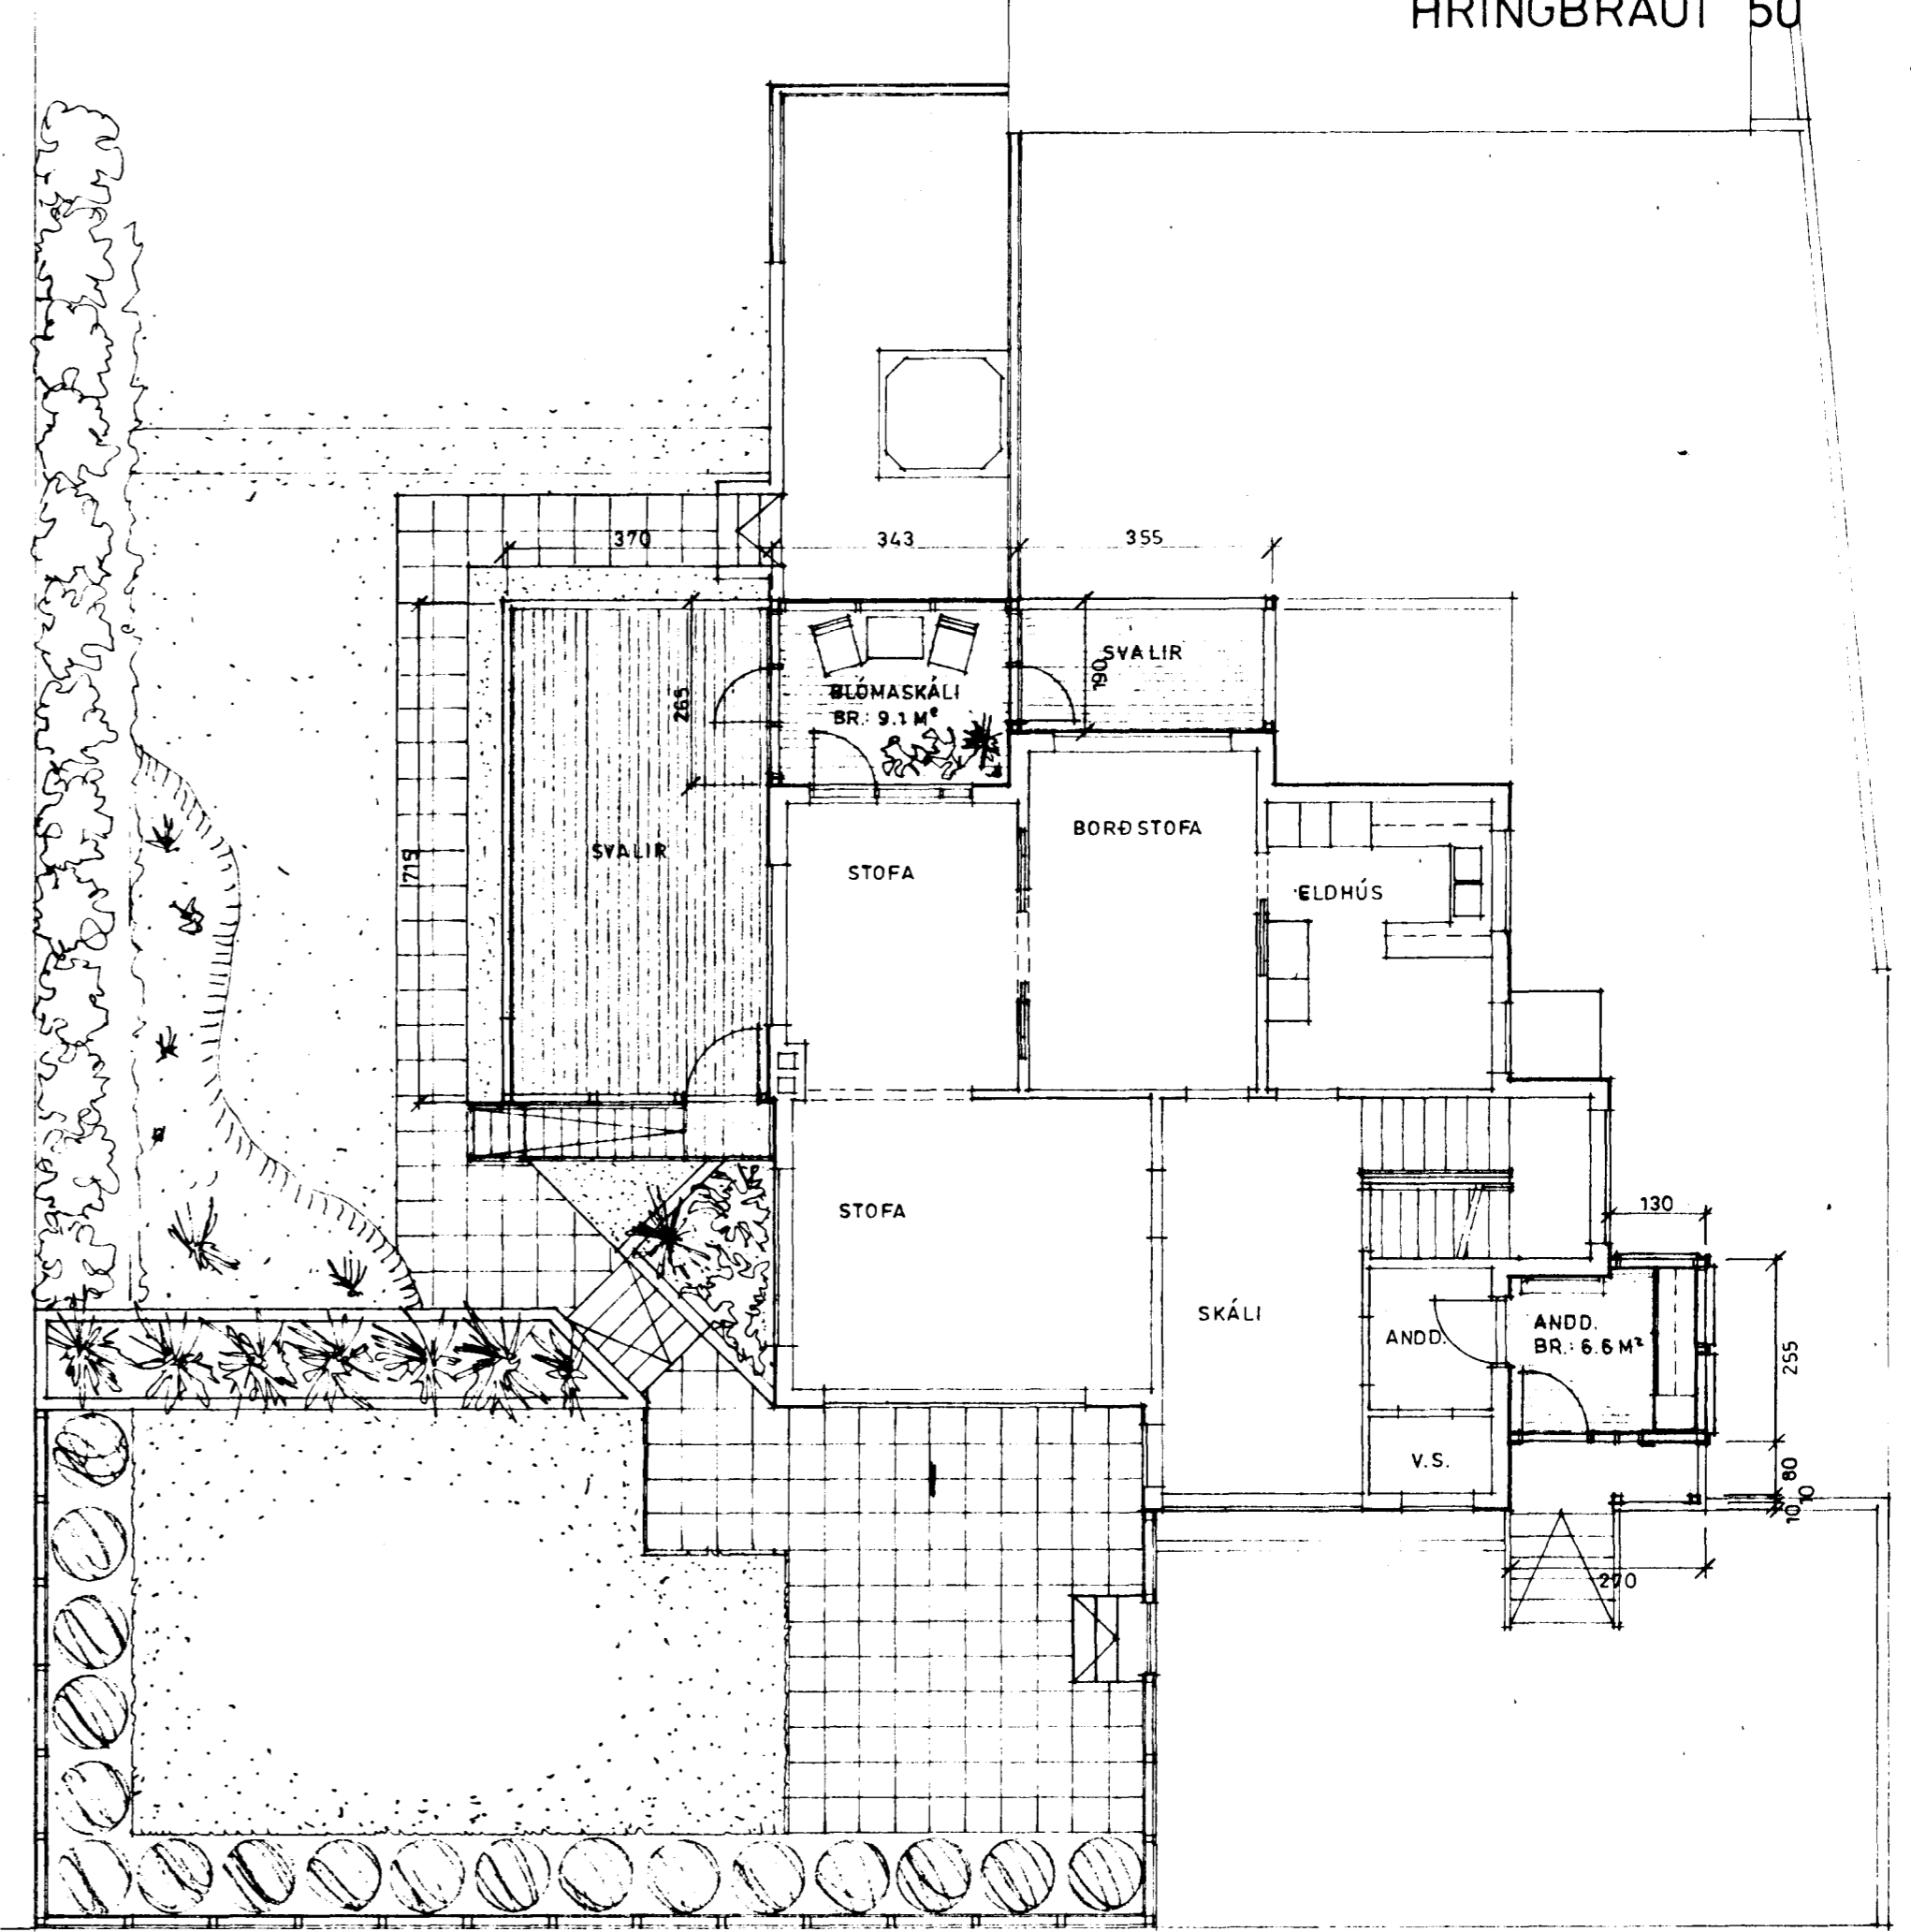 HRINGBRAUT 50
370
343
355
SVALIR
190
BLÓMASKÁLI
BR.: 9.1 M²
265
BORÐSTOFA
SVALIR
STOFA
ELDHÚS
715
130
STOFA
SKÁLI
ANDD.
ANDD.
BR.: 6.6 M²
255
V.S.
80
10
10
270